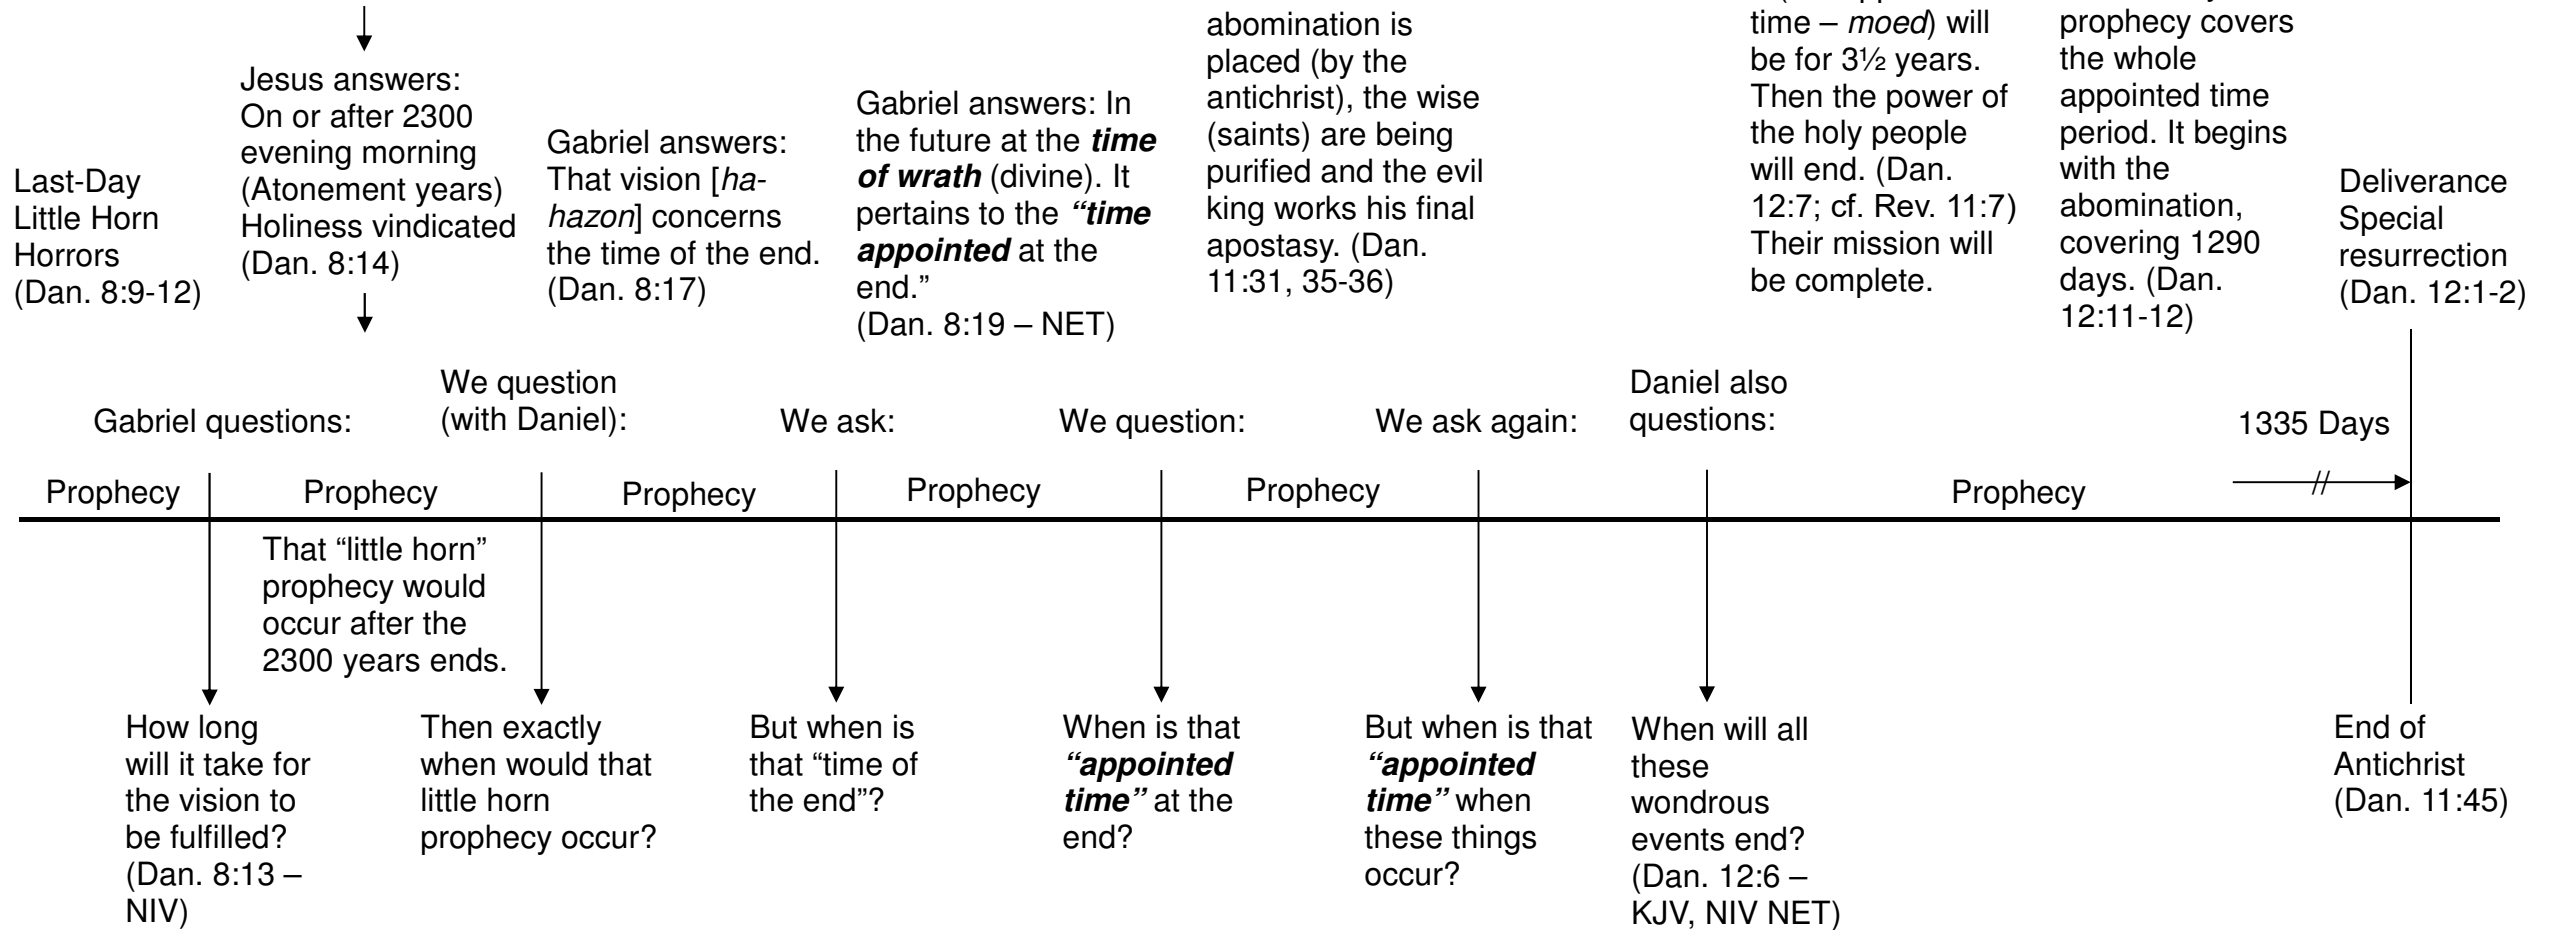 Last-Day
Little Horn
Horrors
(Dan. 8:9-12)
Jesus answers:
On or after 2300
evening morning
(Atonement years)
Holiness vindicated
(Dan. 8:14)
Gabriel answers:
That vision [ha-
hazon] concerns
the time of the end.
(Dan. 8:17)
Gabriel answers: In
the future at the time
of wrath (divine). It
pertains to the “time
appointed at the
end.”
(Dan. 8:19 – NET)
abomination is
placed (by the
antichrist), the wise
(saints) are being
purified and the evil
king works his final
apostasy. (Dan.
11:31, 35-36)
time – moed) will
be for 3½ years.
Then the power of
the holy people
will end. (Dan.
12:7; cf. Rev. 11:7)
Their mission will
be complete.
prophecy covers
the whole
appointed time
period. It begins
with the
abomination,
covering 1290
days. (Dan.
12:11-12)
Deliverance
Special
resurrection
(Dan. 12:1-2)
Gabriel questions:
We question
(with Daniel):
We ask:
We question:
We ask again:
Daniel also
questions:
1335 Days
Prophecy
Prophecy
Prophecy
Prophecy
Prophecy
Prophecy
That “little horn”
prophecy would
occur after the
2300 years ends.
How long
will it take for
the vision to
be fulfilled?
(Dan. 8:13 –
NIV)
Then exactly
when would that
little horn
prophecy occur?
But when is
that “time of
the end”?
When is that
“appointed
time” at the
end?
But when is that
“appointed
time” when
these things
occur?
When will all
these
wondrous
events end?
(Dan. 12:6 –
KJV, NIV NET)
End of
Antichrist
(Dan. 11:45)